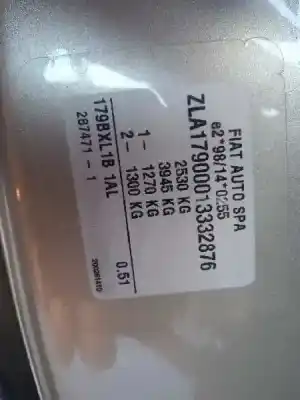 FIAT AUTO SPA
e2*98/14*0255
ZLA17900013332876
2530 KG
3945 KG
1- 1270 KG
2- 1300 KG
179BXL1B 1AL 0.51
287471 - 1